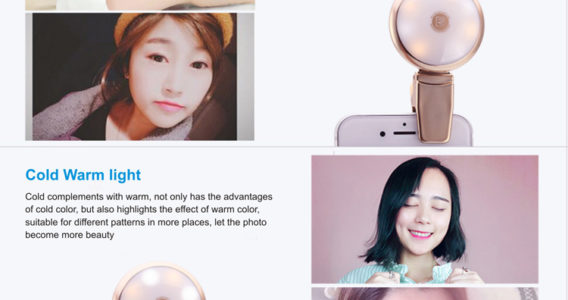 Cold Warm light
Cold complements with warm, not only has the advantages
of cold color, but also highlights the effect of warm color,
suitable for different patterns in more places, let the photo
become more beauty